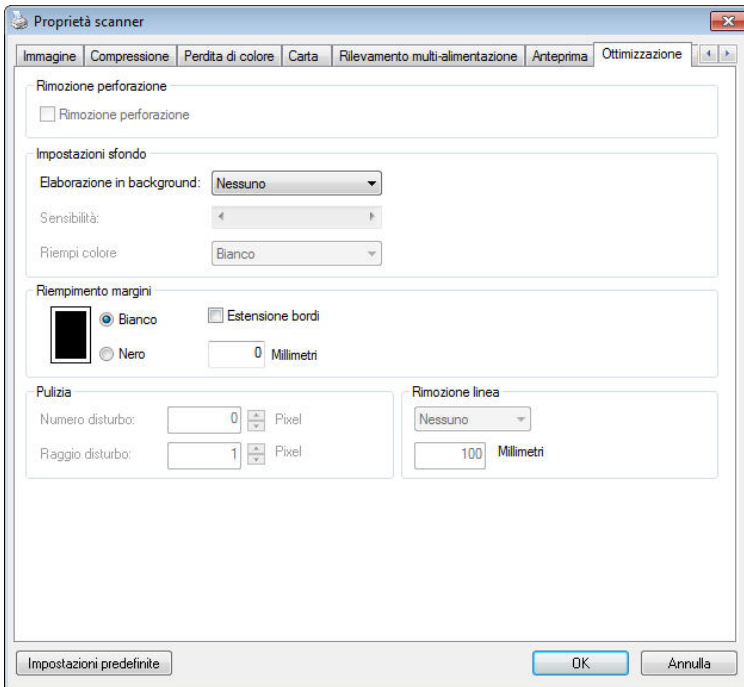 Proprietà scanner
Immagine Compressione Perdita di colore Carta Rilevamento multi-alimentazione Anteprima Ottimizzazione
Rimozione perforazione
Rimozione perforazione
Impostazioni sfondo
Elaborazione in background: Nessuno
Sensibilità:
Riempi colore Bianco
Riempimento margini
Bianco Estensione bordi
Nero 0 Millimetri
Pulizia Rimozione linea
Numero disturbo: 0 Pixel Nessuno
Raggio disturbo: 1 Pixel 100 Millimetri
Impostazioni predefinite OK Annulla